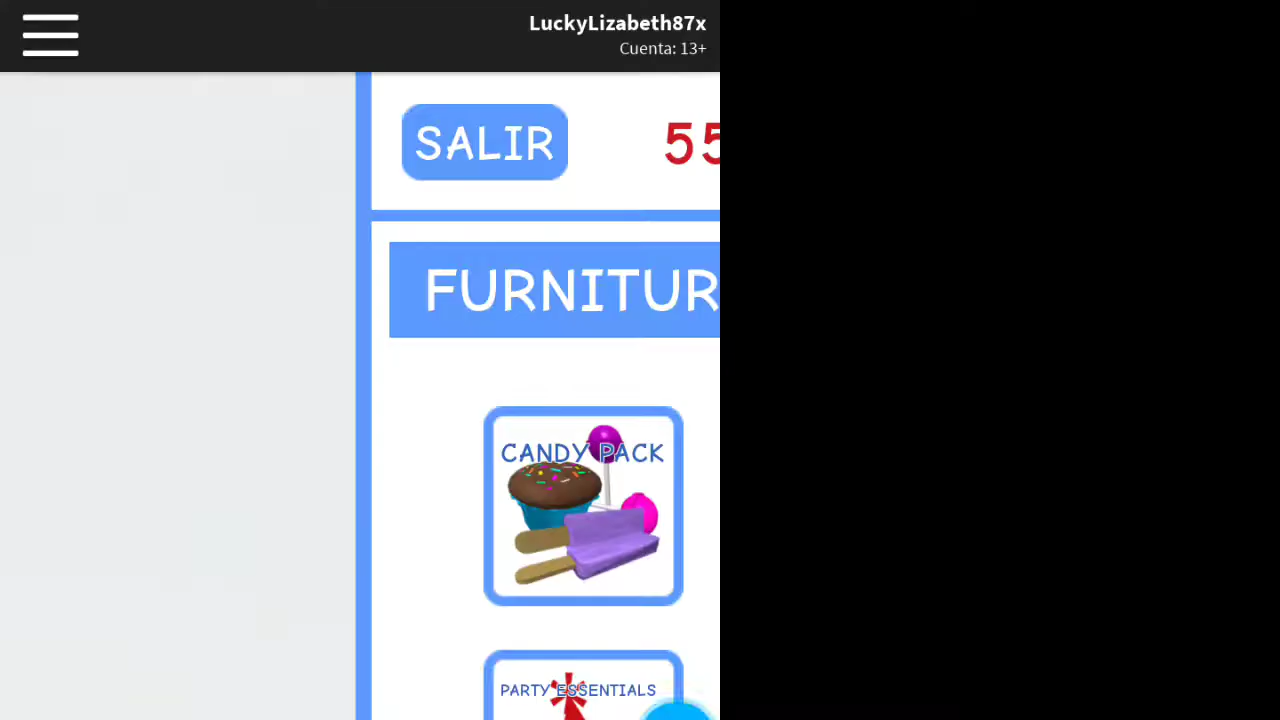 LuckyLizabeth87x
Cuenta: 13+
SALIR
55
FURNITUR
CANDY PACK
PARTY ESSENTIALS